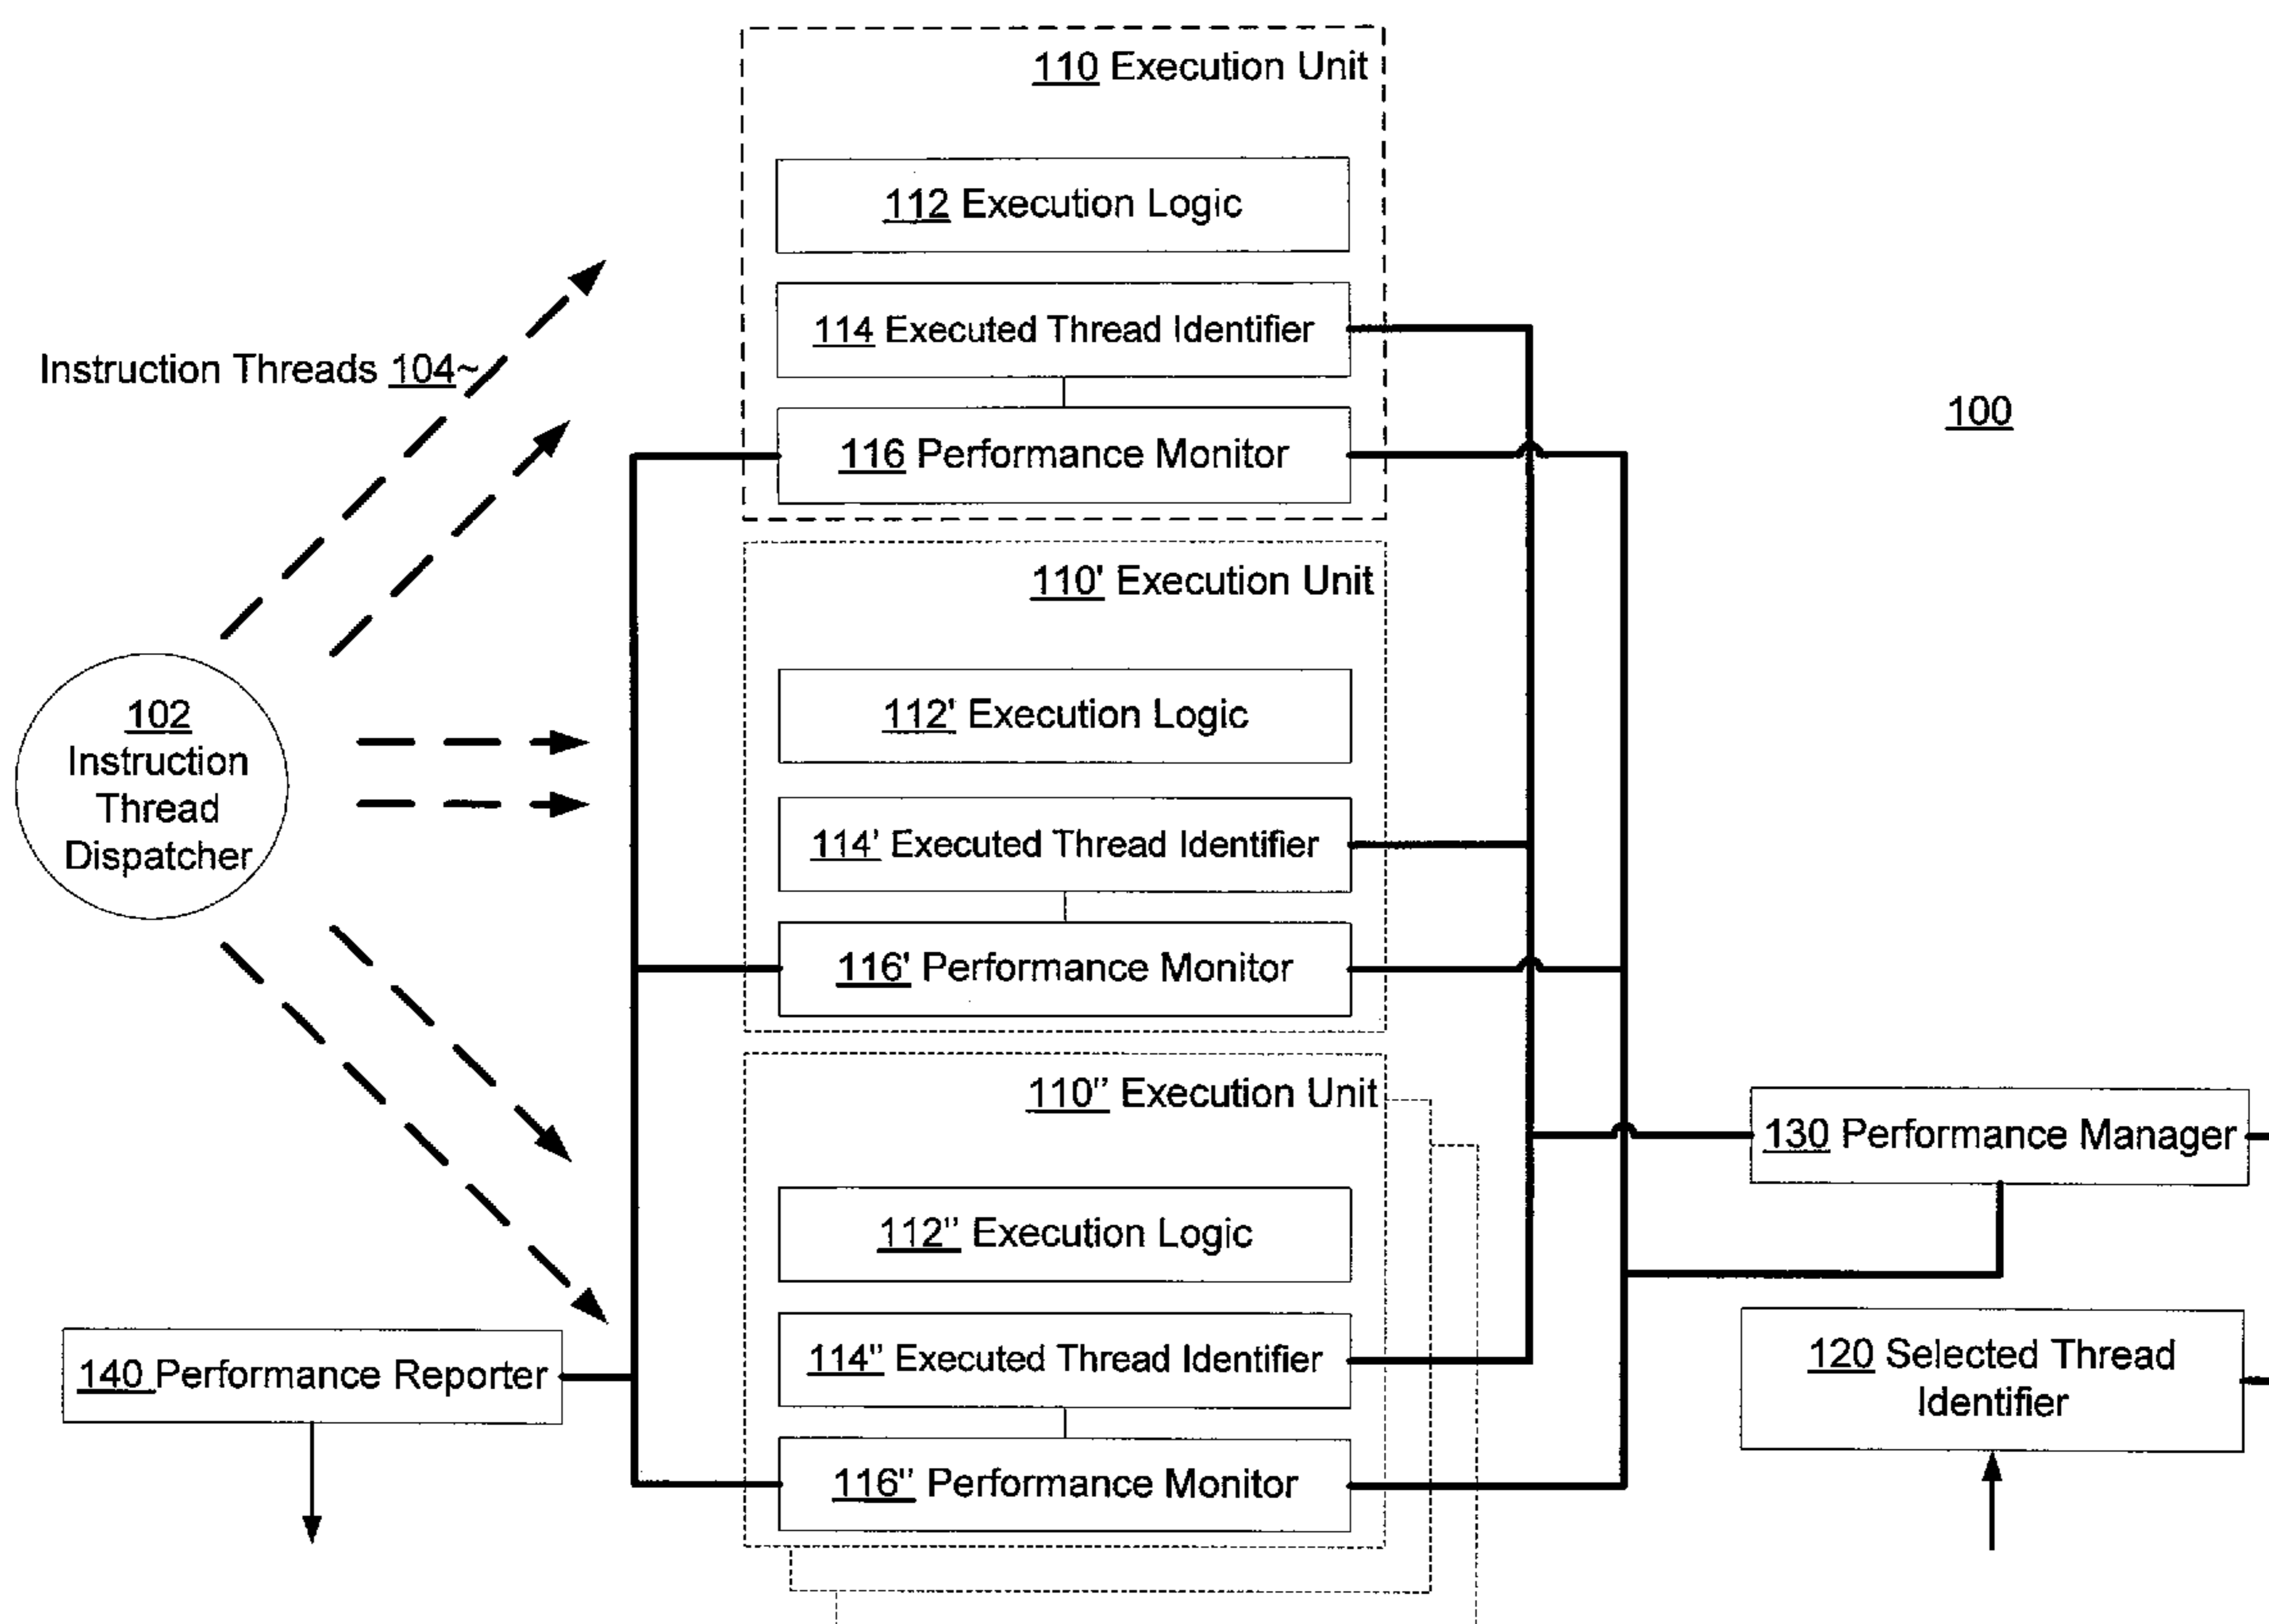 110 Execution Unit
112 Execution Logic
114 Executed Thread Identifier
Instruction Threads 104~
100
116 Performance Monitor
110' Execution Unit
112' Execution Logic
102
Instruction
Thread
Dispatcher
114' Executed Thread Identifier
116' Performance Monitor
110" Execution Unit
130 Performance Manager
112" Execution Logic
114" Executed Thread Identifier
120 Selected Thread
Identifier
140 Performance Reporter
116" Performance Monitor